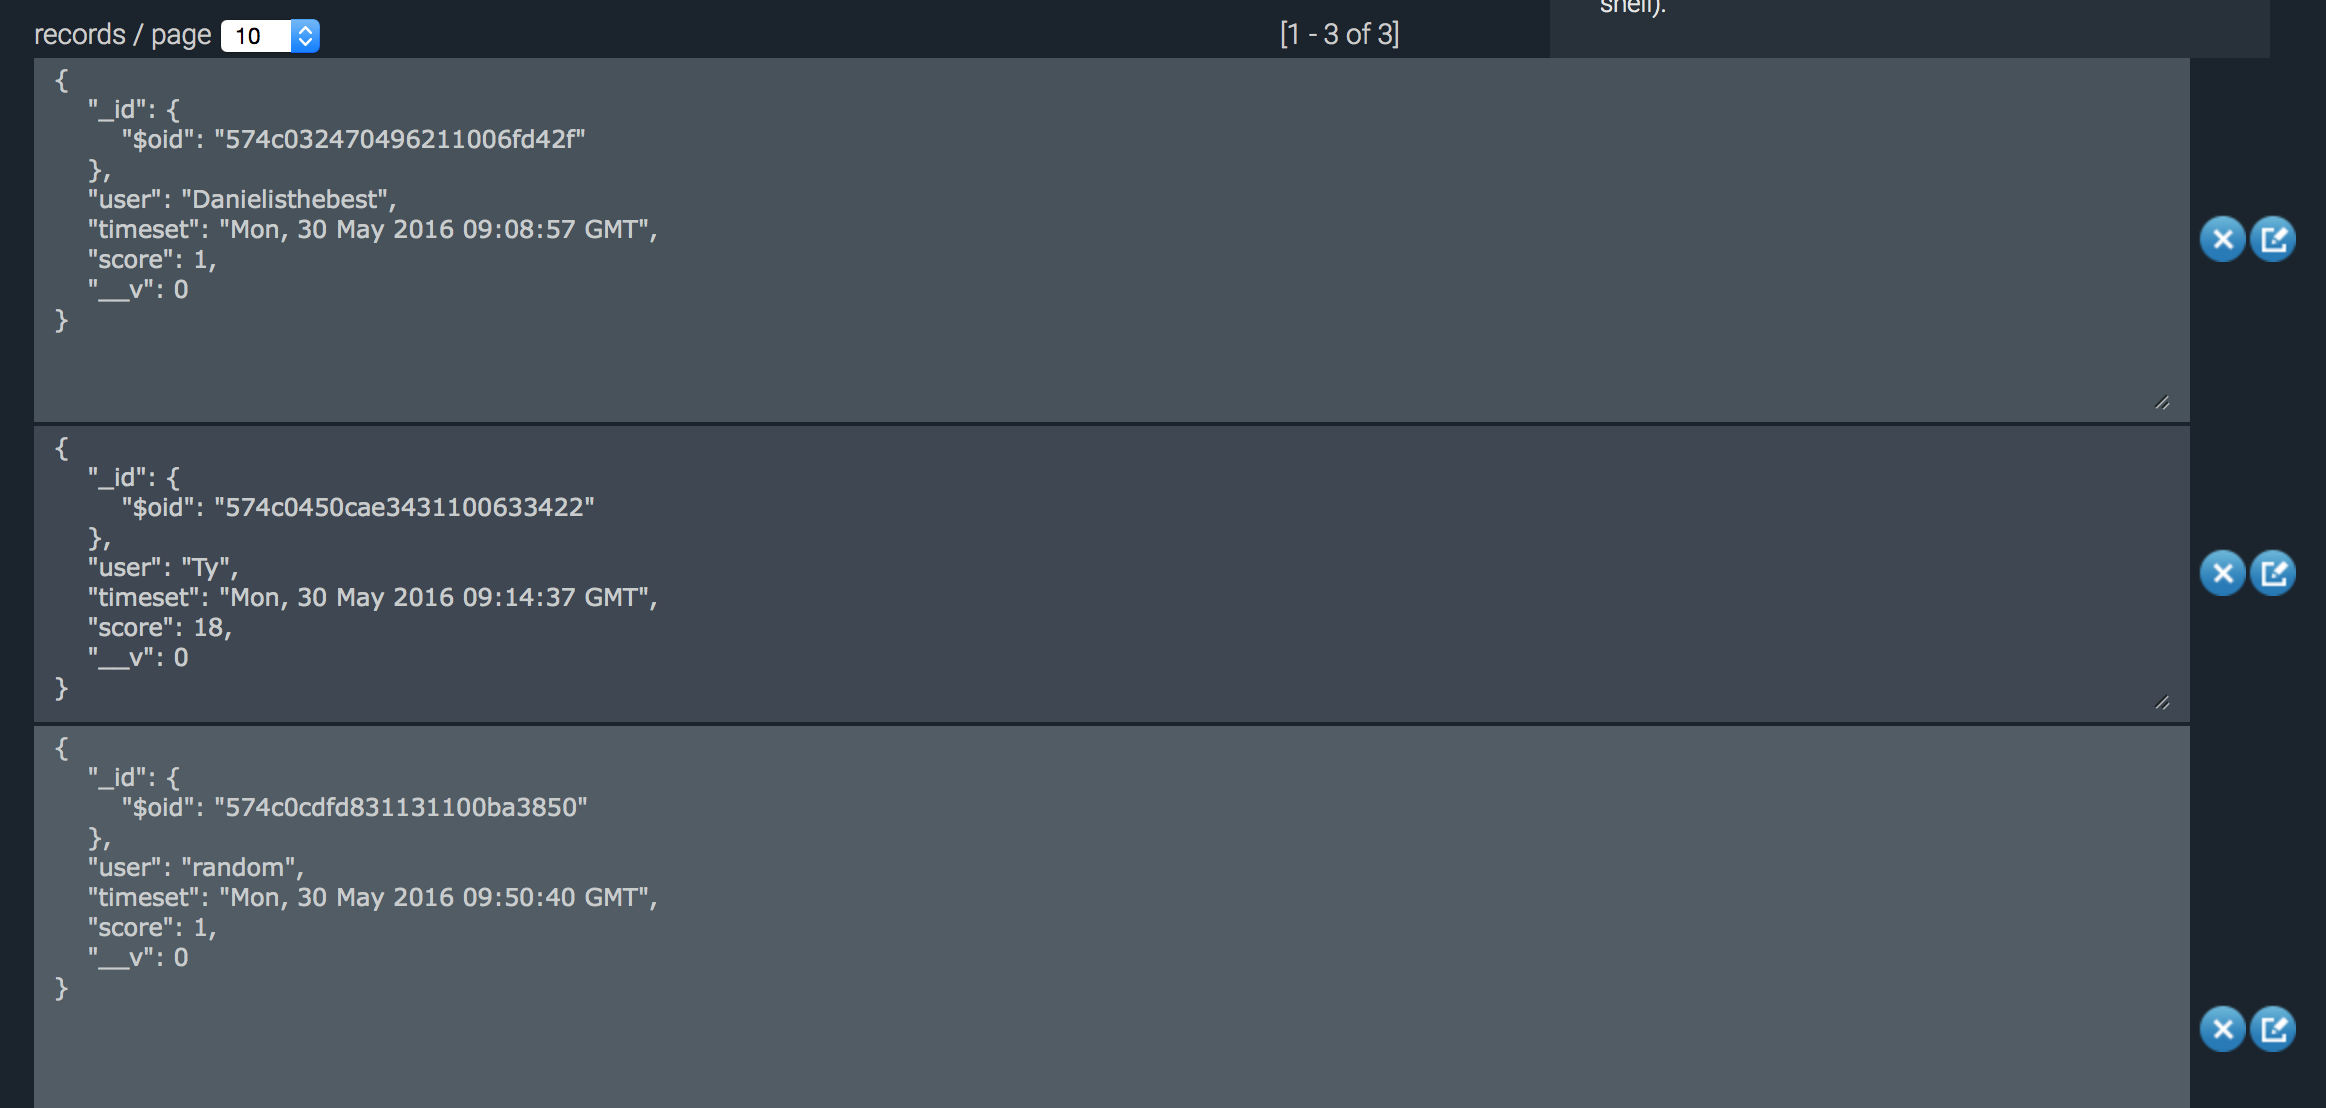 shell).
records / page 10
[1 - 3 of 3]
{
"_id": {
"$oid": "574c032470496211006fd42f"
},
"user": "Danielisthebest",
"timeset": "Mon, 30 May 2016 09:08:57 GMT",
"score": 1,
"__v": 0
}
{
"_id": {
"$oid": "574c0450cae3431100633422"
},
"user": "Ty",
"timeset": "Mon, 30 May 2016 09:14:37 GMT",
"score": 18,
"__v": 0
}
{
"_id": {
"$oid": "574c0cdfd831131100ba3850"
},
"user": "random",
"timeset": "Mon, 30 May 2016 09:50:40 GMT",
"score": 1,
"__v": 0
}